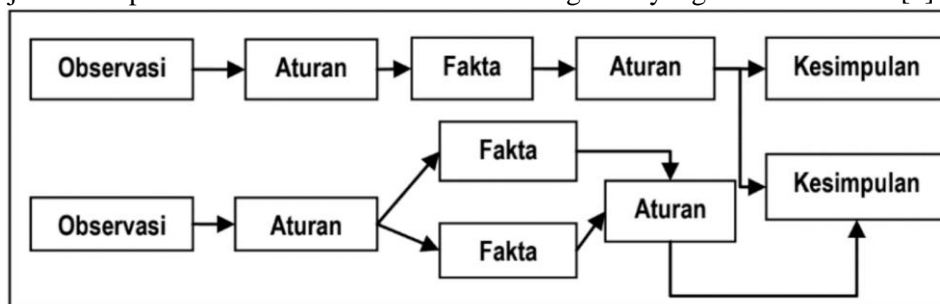 Observasi
Aturan
Fakta
Aturan
Kesimpulan
Fakta
Kesimpulan
Aturan
Observasi
Aturan
Fakta